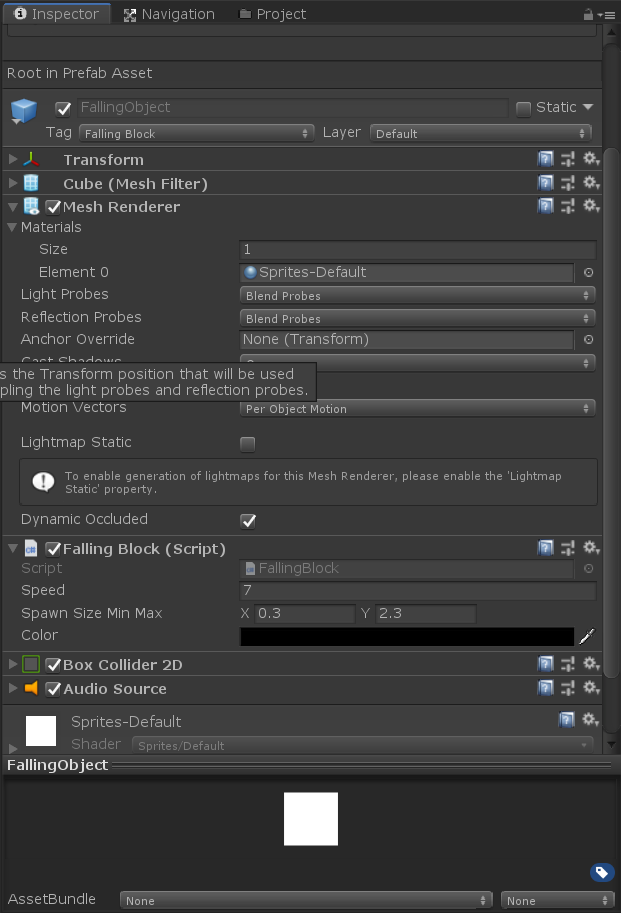 Inspector Navigation Project
Root in Prefab Asset
FallingObject Static
Tag Falling Block Layer Default
Transform
Cube (Mesh Filter)
Mesh Renderer
Materials
Size 1
Element 0 Sprites-Default
Light Probes Blend Probes
Reflection Probes Blend Probes
Anchor Override None (Transform)
Cast Shadows
s the Transform position that will be used
pling the light probes and reflection probes.
Motion Vectors Per Object Motion
Lightmap Static
To enable generation of lightmaps for this Mesh Renderer, please enable the 'Lightmap
Static' property.
Dynamic Occluded
Falling Block (Script)
Script FallingBlock
Speed 7
Spawn Size Min Max X 0.3 Y 2.3
Color
Box Collider 2D
Audio Source
Sprites-Default
Shader Sprites/Default
FallingObject
AssetBundle None None